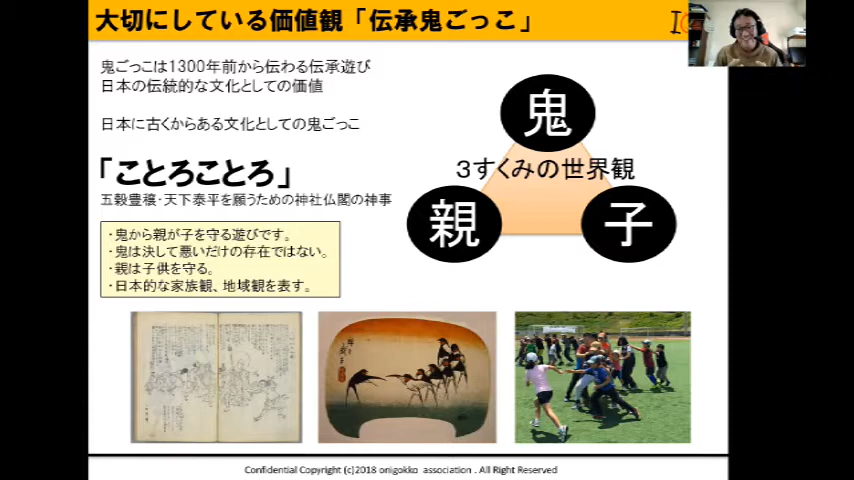 大切にしている価値観「伝承鬼ごっこ」
鬼ごっこは1300年前から伝わる伝承遊び
日本の伝統的な文化としての価値
日本に古くからある文化としての鬼ごっこ
「ことろことろ」
五穀豊穣・天下泰平を願うための神社仏閣の神事
・鬼から親が子を守る遊びです。
・鬼は決して悪いだけの存在ではない。
・親は子供を守る。
・日本的な家族観、地域観を表す。
鬼
3すくみの世界観
親
子
Confidential Copyright (c)2018 onigokko association . All Right Reserved